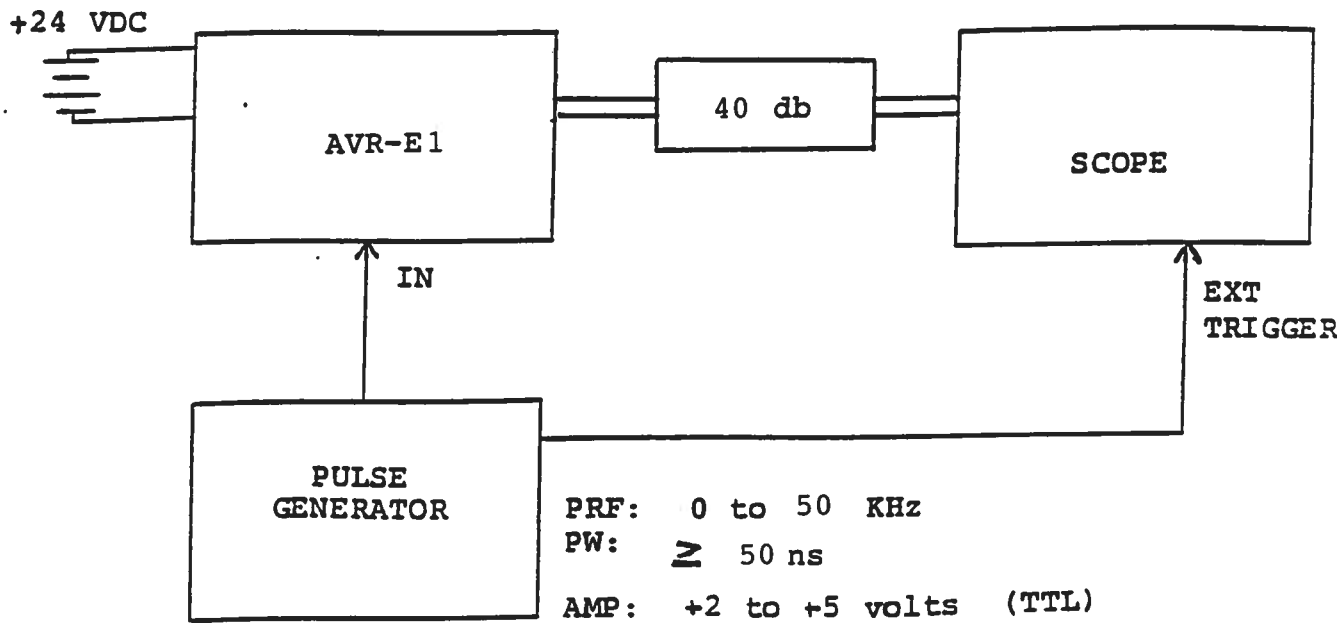 +24 VDC
AVR-E1
40 db
SCOPE
IN
EXT
TRIGGER
PULSE
GENERATOR
PRF: 0 to 50 KHz
PW: ≥ 50 ns
AMP: +2 to +5 volts (TTL)